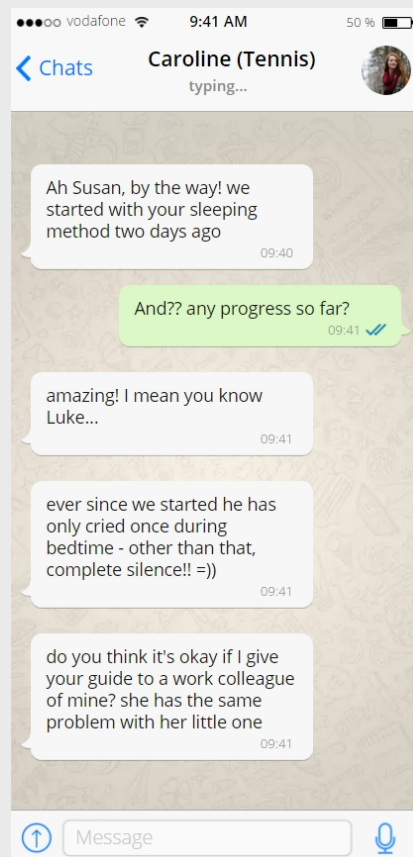 vodafone 9:41 AM 50 %
Chats Caroline (Tennis)
typing...
Ah Susan, by the way! we
started with your sleeping
method two days ago
09:40
And?? any progress so far?
09:41
amazing! I mean you know
Luke...
09:41
ever since we started he has
only cried once during
bedtime - other than that,
complete silence!! =))
09:41
do you think it's okay if I give
your guide to a work colleague
of mine? she has the same
problem with her little one
09:41
Message